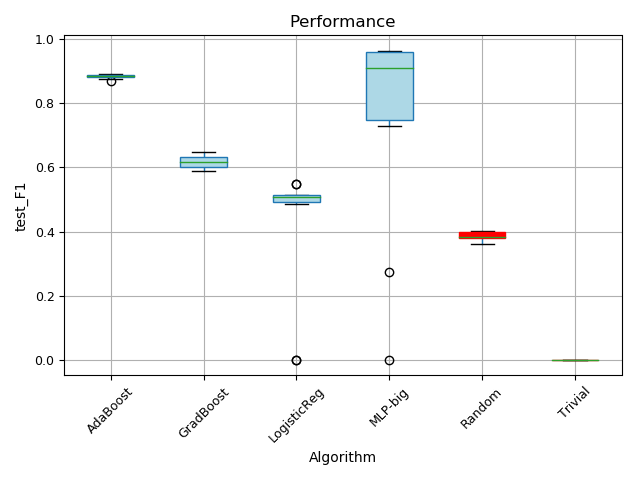 Performance
1.0
0.8
0.6
0.4
0.2
0.0
test_F1
AdaBoost
GradBoost
LogisticReg
MLP-big
Random
Trivial
Algorithm